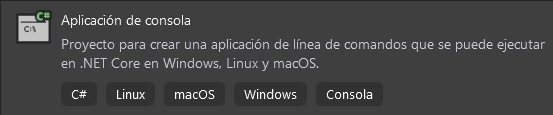 C#
C:\
Aplicación de consola
Proyecto para crear una aplicación de línea de comandos que se puede ejecutar
en .NET Core en Windows, Linux y macOS.
C# Linux macOS Windows Consola